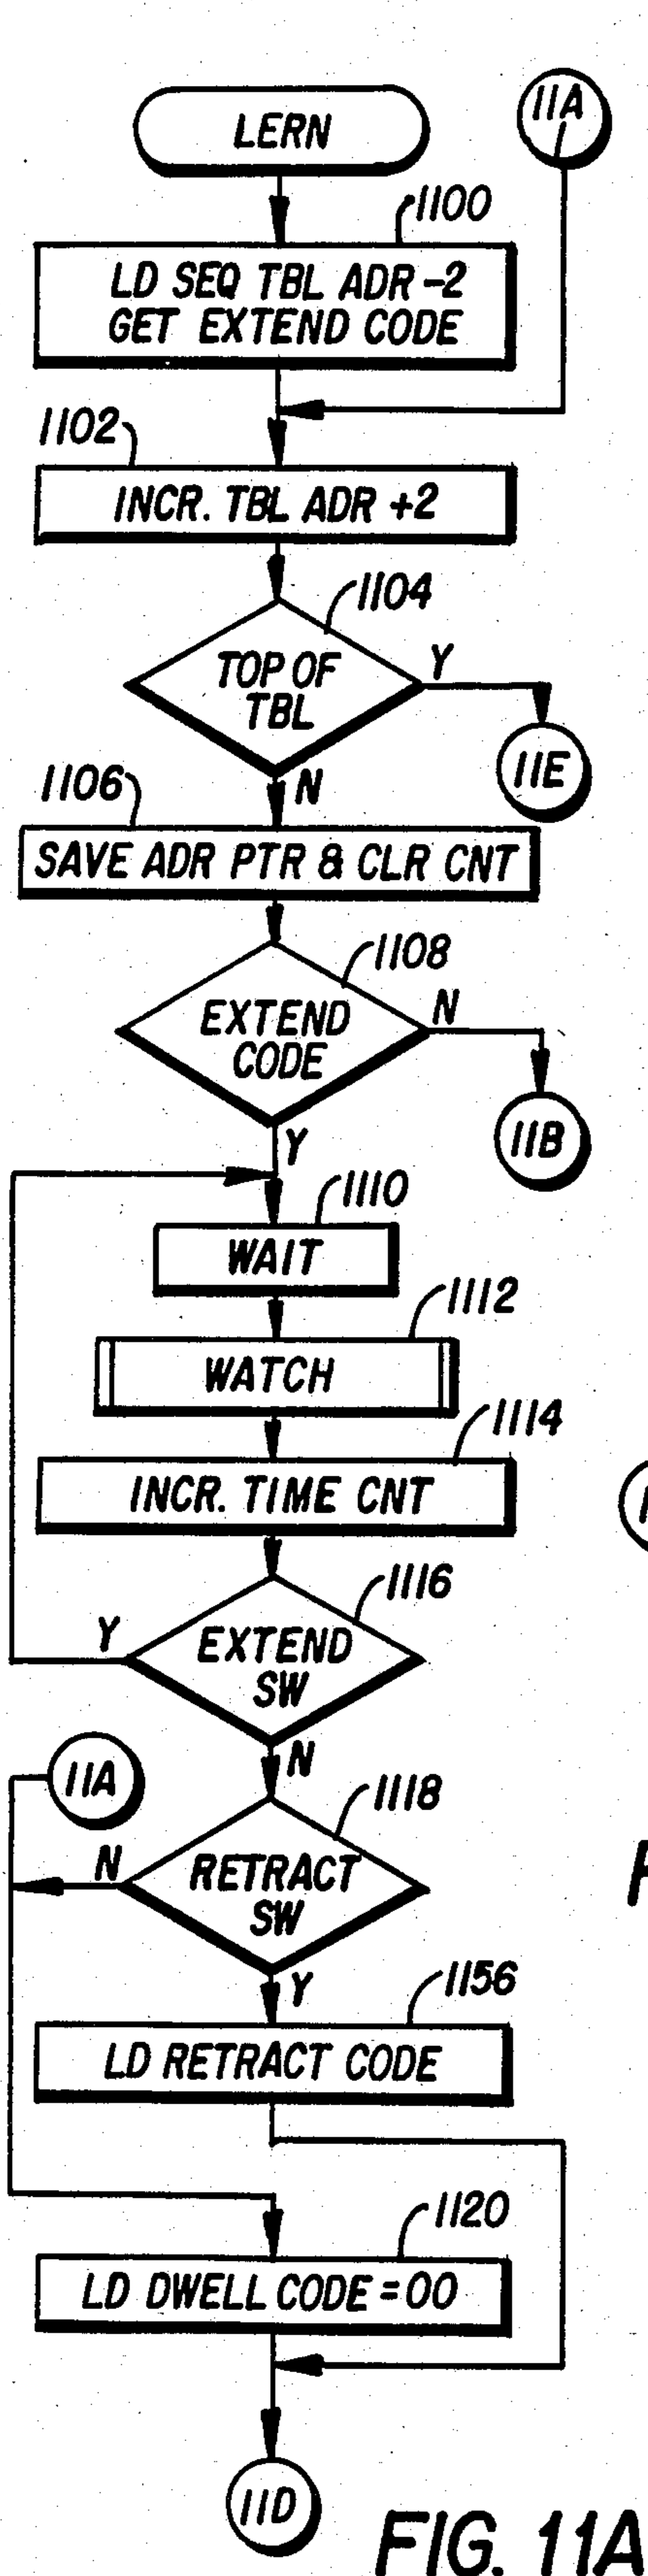 LERN
11A
1100
LD SEQ TBL ADR -2
GET EXTEND CODE
1102
INCR. TBL ADR +2
1104
TOP OF
TBL
Y
11E
N
1106
SAVE ADR PTR & CLR CNT
1108
EXTEND
CODE
N
11B
Y
1110
WAIT
1112
WATCH
1114
INCR. TIME CNT
1116
EXTEND
SW
Y
N
11A
1118
RETRACT
SW
N
Y
1156
LD RETRACT CODE
1120
LD DWELL CODE = 00
11D
FIG. 11A